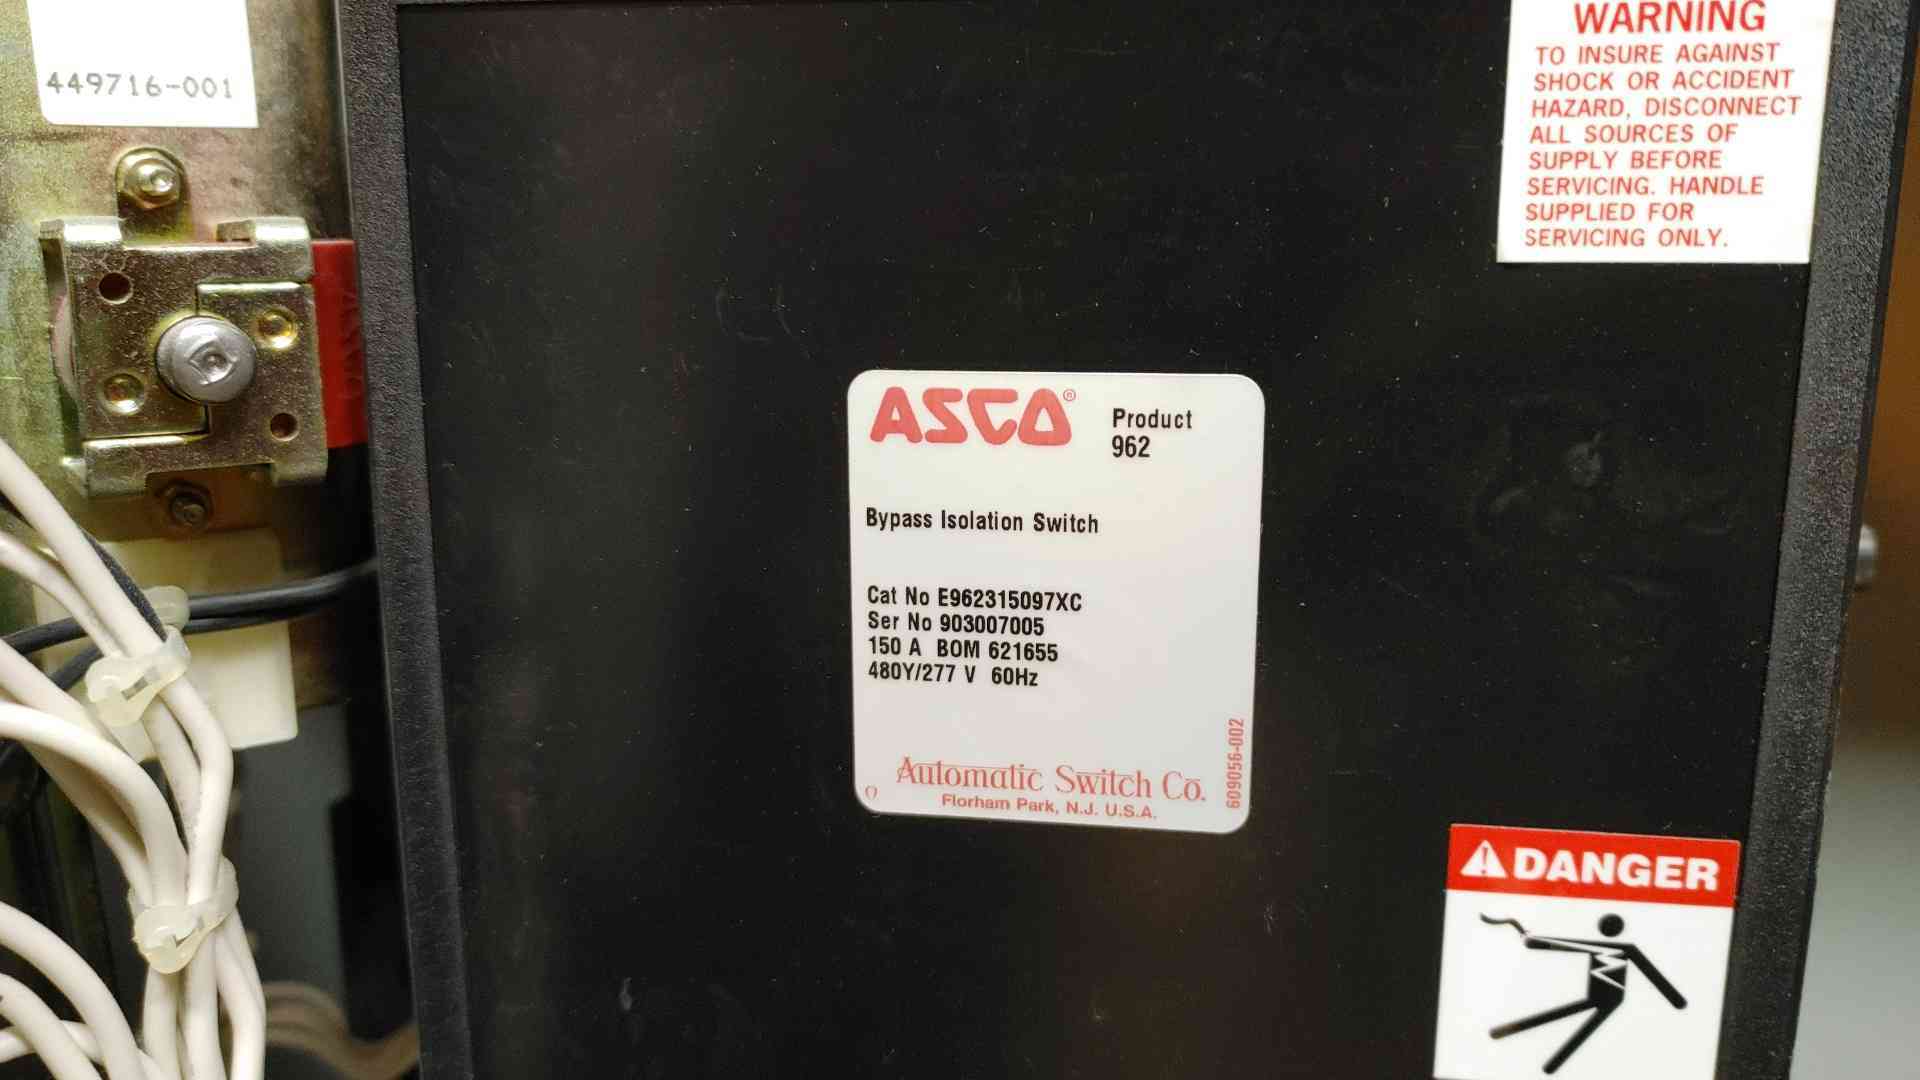 449716-001
WARNING
TO INSURE AGAINST
SHOCK OR ACCIDENT
HAZARD, DISCONNECT
ALL SOURCES OF
SUPPLY BEFORE
SERVICING. HANDLE
SUPPLIED FOR
SERVICING ONLY.
ASCO®
Product
962
Bypass Isolation Switch
Cat No E962315097XC
Ser No 903007005
150 A BOM 621655
480Y/277 V 60Hz
Automatic Switch Co.
Florham Park, N.J. U.S.A.
609056-002
DANGER